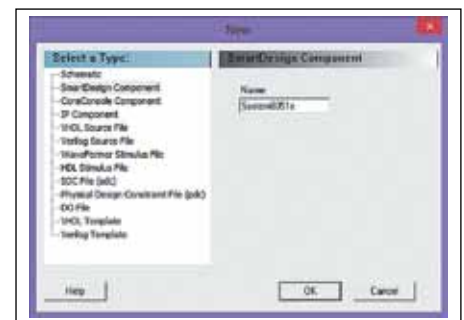 New
Select a Type:
Schematic
SmartDesign Component
CoreConsole Component
IP Component
VHDL Source File
Verilog Source File
WaveFormer Stimulus File
HDL Stimulus File
SDC File (sdc)
Physical Design Constraint File (pdc)
DO File
VHDL Template
Verilog Template
SmartDesign Component
Name
Help
OK
Cancel